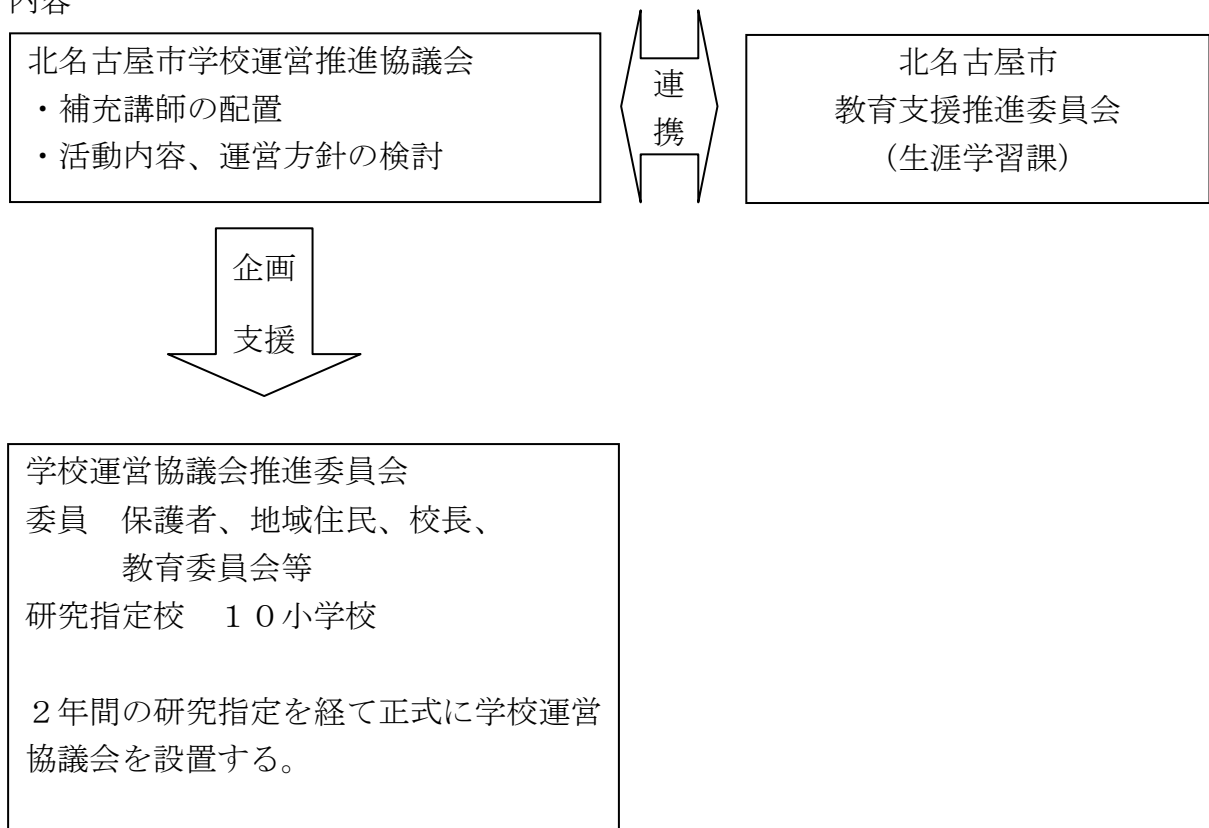 内容
北名古屋市学校運営推進協議会
・補充講師の配置
・活動内容、運営方針の検討
連
携
北名古屋市
教育支援推進委員会
（生涯学習課）
企画
支援
学校運営協議会推進委員会
委員　保護者、地域住民、校長、
教育委員会等
研究指定校　１０小学校
２年間の研究指定を経て正式に学校運営
協議会を設置する。